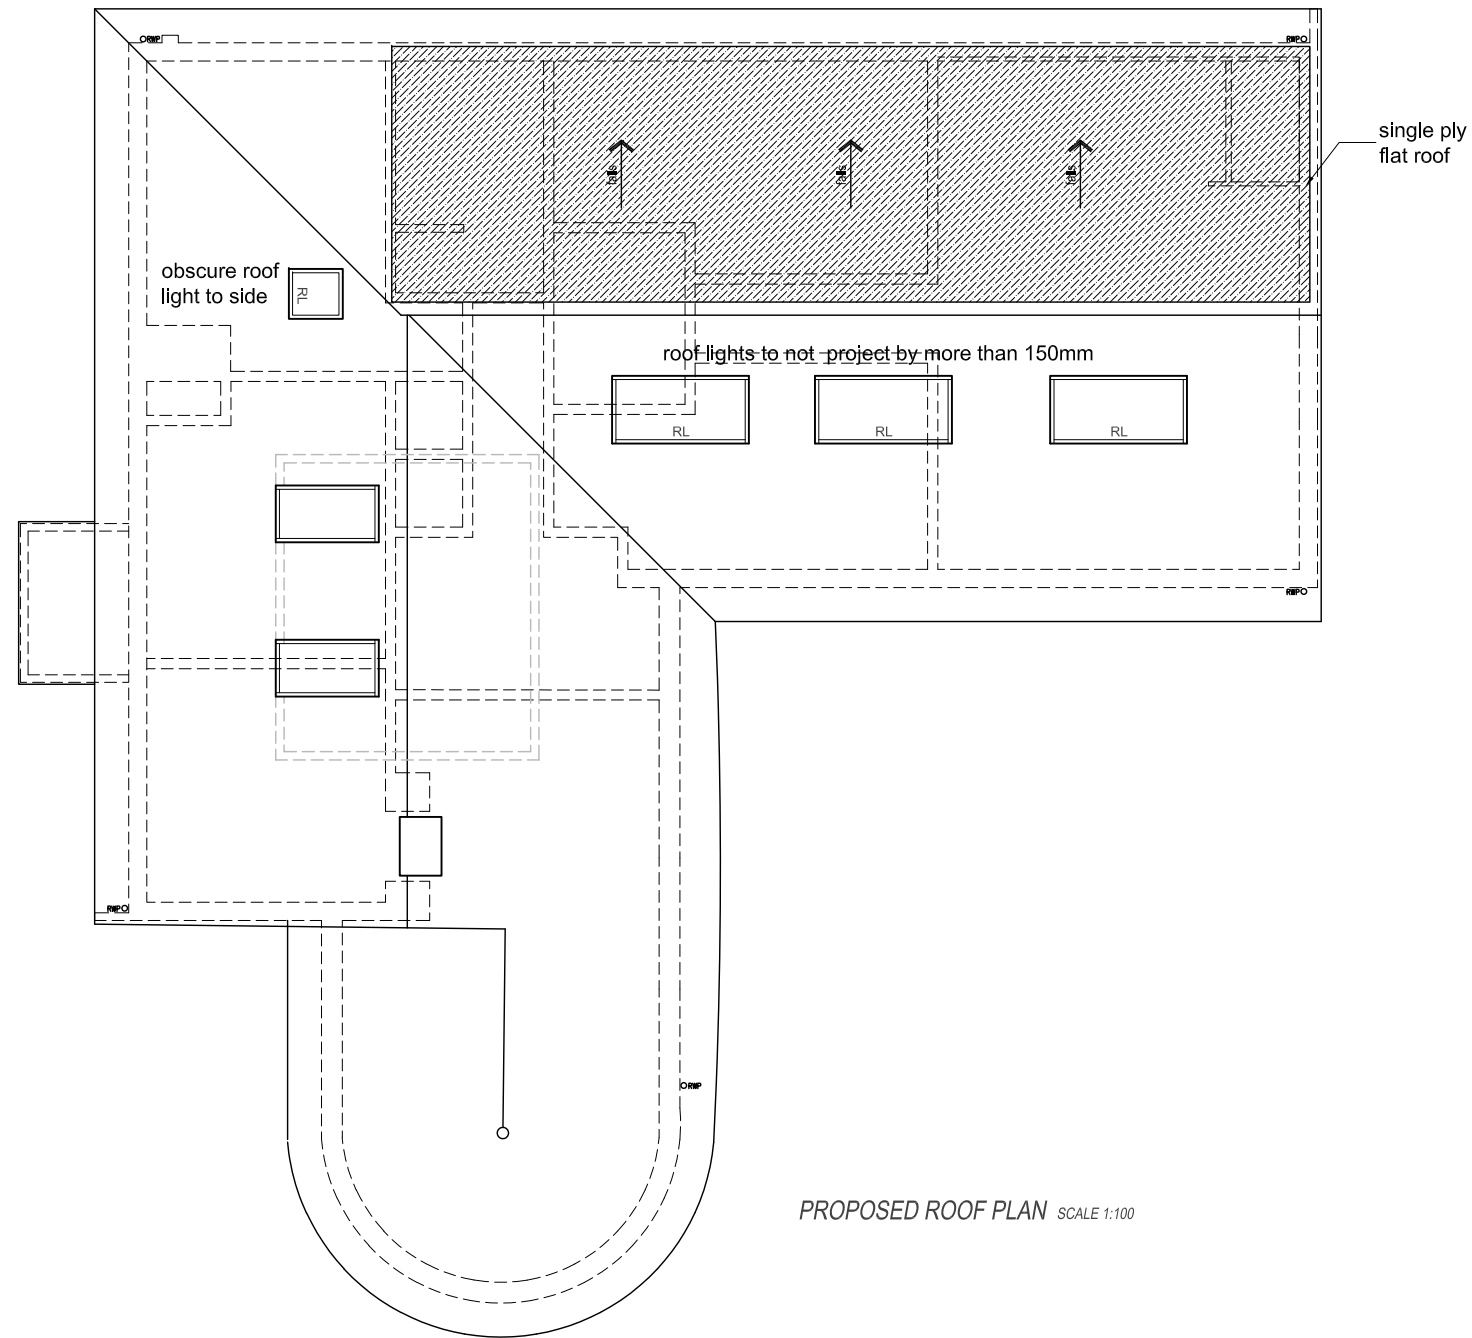 RWP
RWP
single ply
flat roof
falls
falls
falls
obscure roof
light to side
RL
roof lights to not project by more than 150mm
RL
RL
RL
RWP
RWP
RWP
PROPOSED ROOF PLAN SCALE 1:100